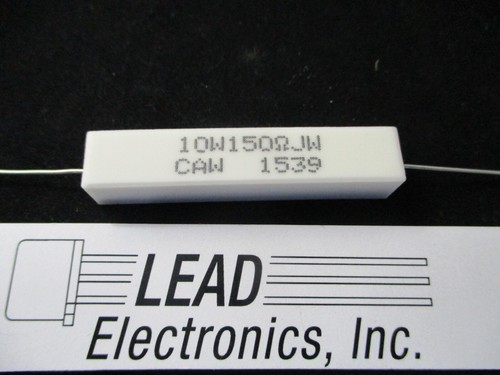 10W150ΩJW
CAW 1539
LEAD
Electronics, Inc.